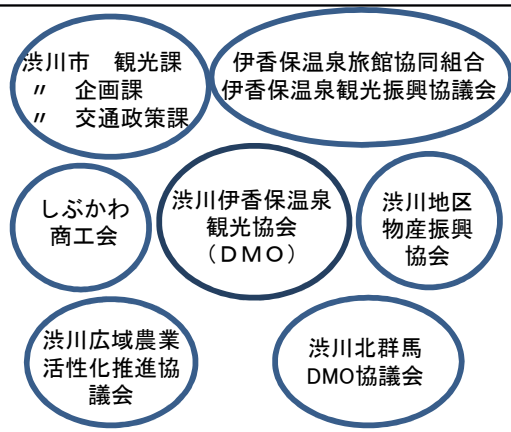 渋川市　観光課
〃　企画課
〃　交通政策課
伊香保温泉旅館協同組合
伊香保温泉観光振興協議会
しぶかわ
商工会
渋川伊香保温泉
観光協会
（ＤＭＯ）
渋川地区
物産振興
協会
渋川広域農業
活性化推進協
議会
渋川北群馬
DMO協議会